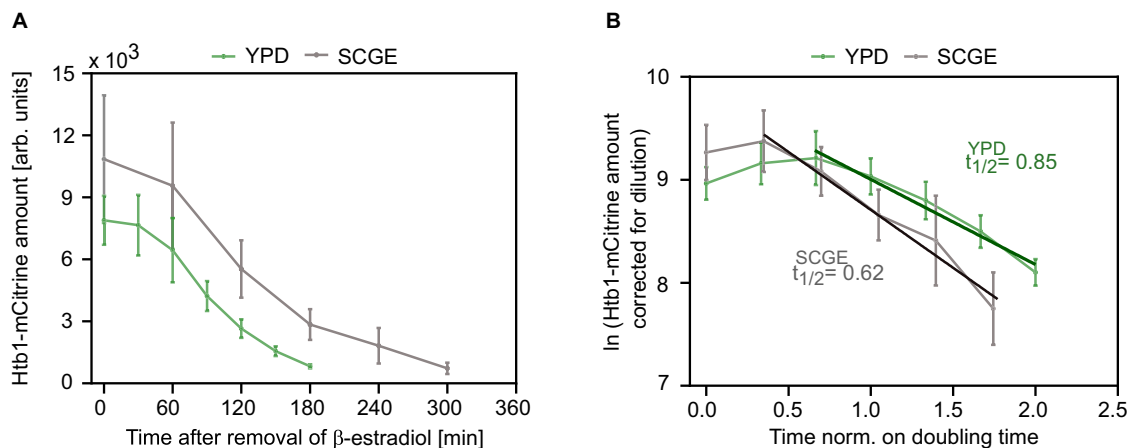 A
YPD SCGE
x 10³
Htb1-mCitrine amount [arb. units]
15
12
9
6
3
0
0 60 120 180 240 300 360
Time after removal of β-estradiol [min]
B
YPD SCGE
ln (Htb1-mCitrine amount
corrected for dilution)
10
9
8
7
YPD
t1/2= 0.85
SCGE
t1/2= 0.62
0.0 0.5 1.0 1.5 2.0 2.5
Time norm. on doubling time